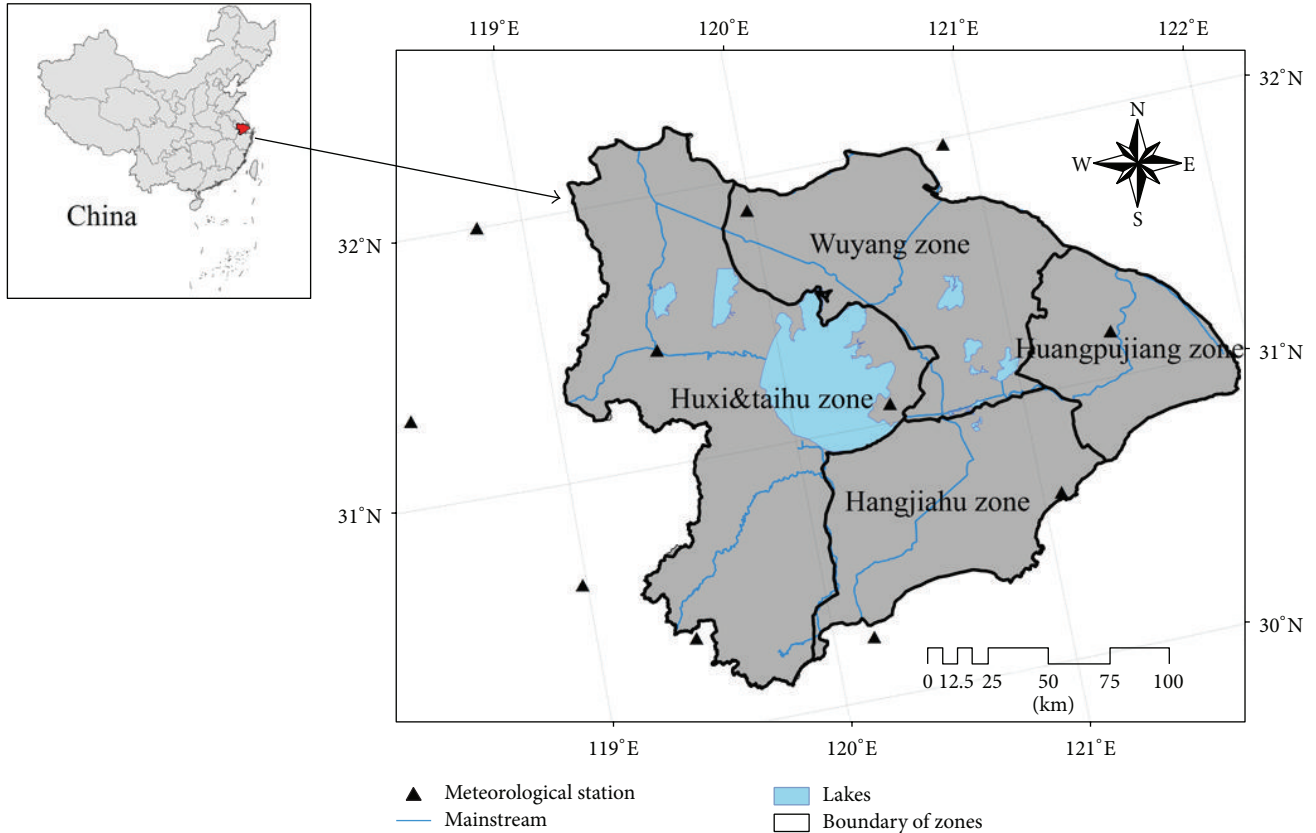 119°E 120°E 121°E 122°E
32°N
N
W E
S
China
32°N
Wuyang zone
31°N
Huangpujiang zone
Huxi&taihu zone
Hangjiahu zone
31°N
30°N
0 12.5 25 50 75 100
(km)
119°E 120°E 121°E
Meteorological station
Lakes
Mainstream
Boundary of zones